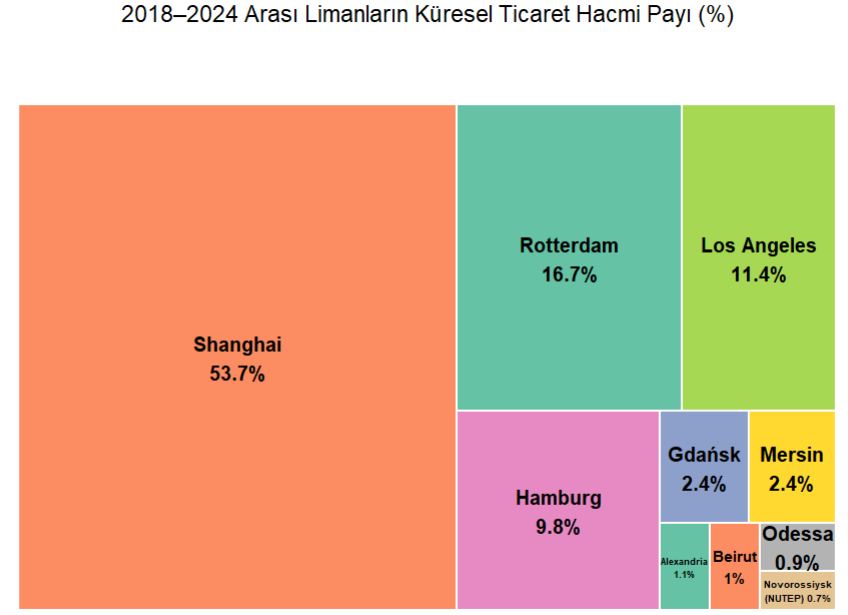 2018–2024 Arası Limanların Küresel Ticaret Hacmi Payı (%)
Shanghai
53.7%
Rotterdam
16.7%
Los Angeles
11.4%
Hamburg
9.8%
Gdańsk
2.4%
Mersin
2.4%
Alexandria
1.1%
Beirut
1%
Odessa
0.9%
Novorossiysk
(NUTEP) 0.7%